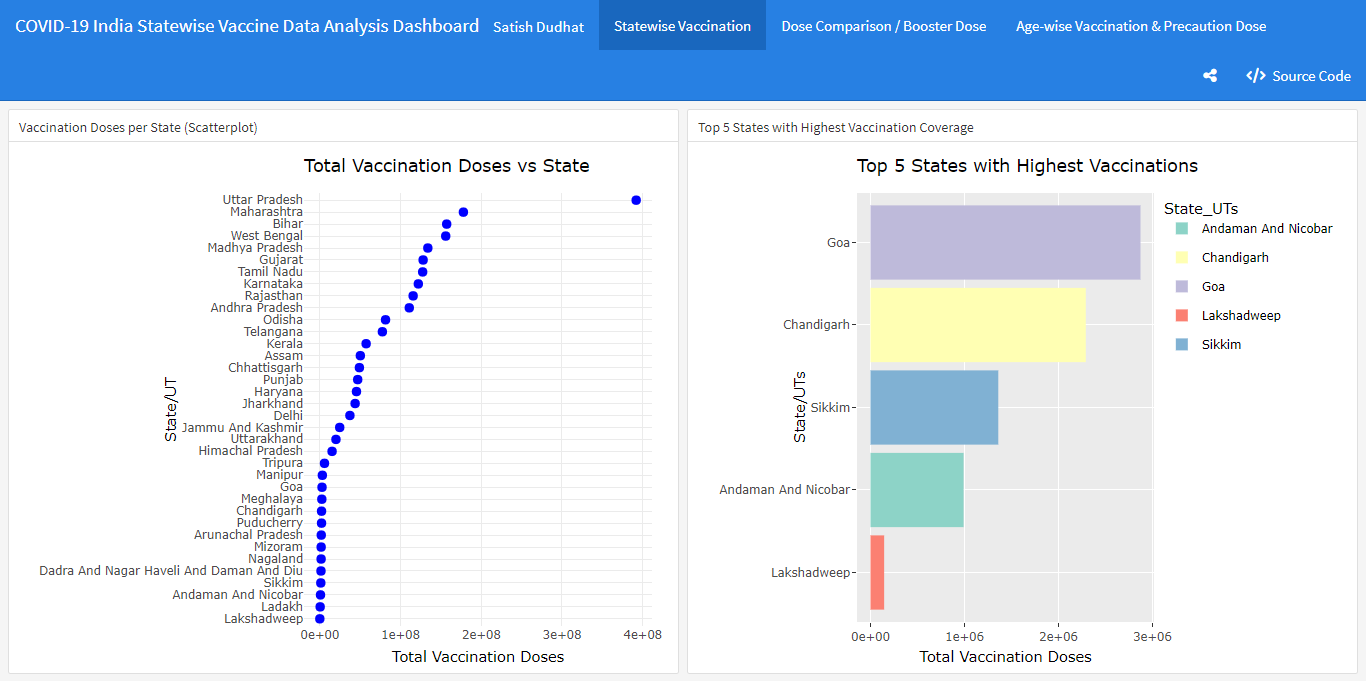 COVID-19 India Statewise Vaccine Data Analysis Dashboard
Satish Dudhat
Statewise Vaccination
Dose Comparison / Booster Dose
Age-wise Vaccination & Precaution Dose
</> Source Code
Vaccination Doses per State (Scatterplot)
Total Vaccination Doses vs State
State/UT
Uttar Pradesh
Maharashtra
Bihar
West Bengal
Madhya Pradesh
Gujarat
Tamil Nadu
Karnataka
Rajasthan
Andhra Pradesh
Odisha
Telangana
Kerala
Assam
Chhattisgarh
Punjab
Haryana
Jharkhand
Delhi
Jammu And Kashmir
Uttarakhand
Himachal Pradesh
Tripura
Manipur
Goa
Meghalaya
Chandigarh
Puducherry
Arunachal Pradesh
Mizoram
Nagaland
Dadra And Nagar Haveli And Daman And Diu
Sikkim
Andaman And Nicobar
Ladakh
Lakshadweep
0e+00 1e+08 2e+08 3e+08 4e+08
Total Vaccination Doses
Top 5 States with Highest Vaccination Coverage
Top 5 States with Highest Vaccinations
State/UTs
Goa
Chandigarh
Sikkim
Andaman And Nicobar
Lakshadweep
0e+00 1e+06 2e+06 3e+06
Total Vaccination Doses
State_UTs
Andaman And Nicobar
Chandigarh
Goa
Lakshadweep
Sikkim